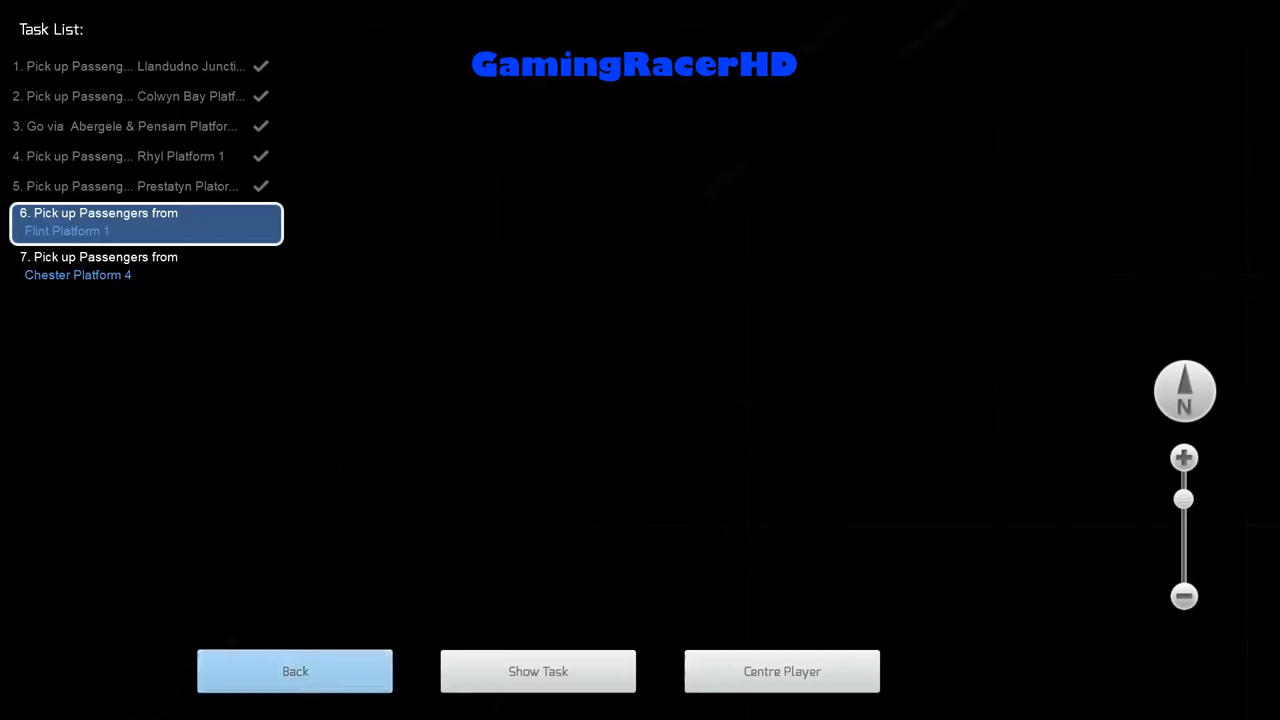 Task List:
GamingRacerHD
1. Pick up Passeng... Llandudno Juncti...
2. Pick up Passeng... Colwyn Bay Platf...
3. Go via Abergele & Pensarn Platfor...
4. Pick up Passeng... Rhyl Platform 1
5. Pick up Passeng... Prestatyn Plator...
6. Pick up Passengers from
Flint Platform 1
7. Pick up Passengers from
Chester Platform 4
N
Back
Show Task
Centre Player